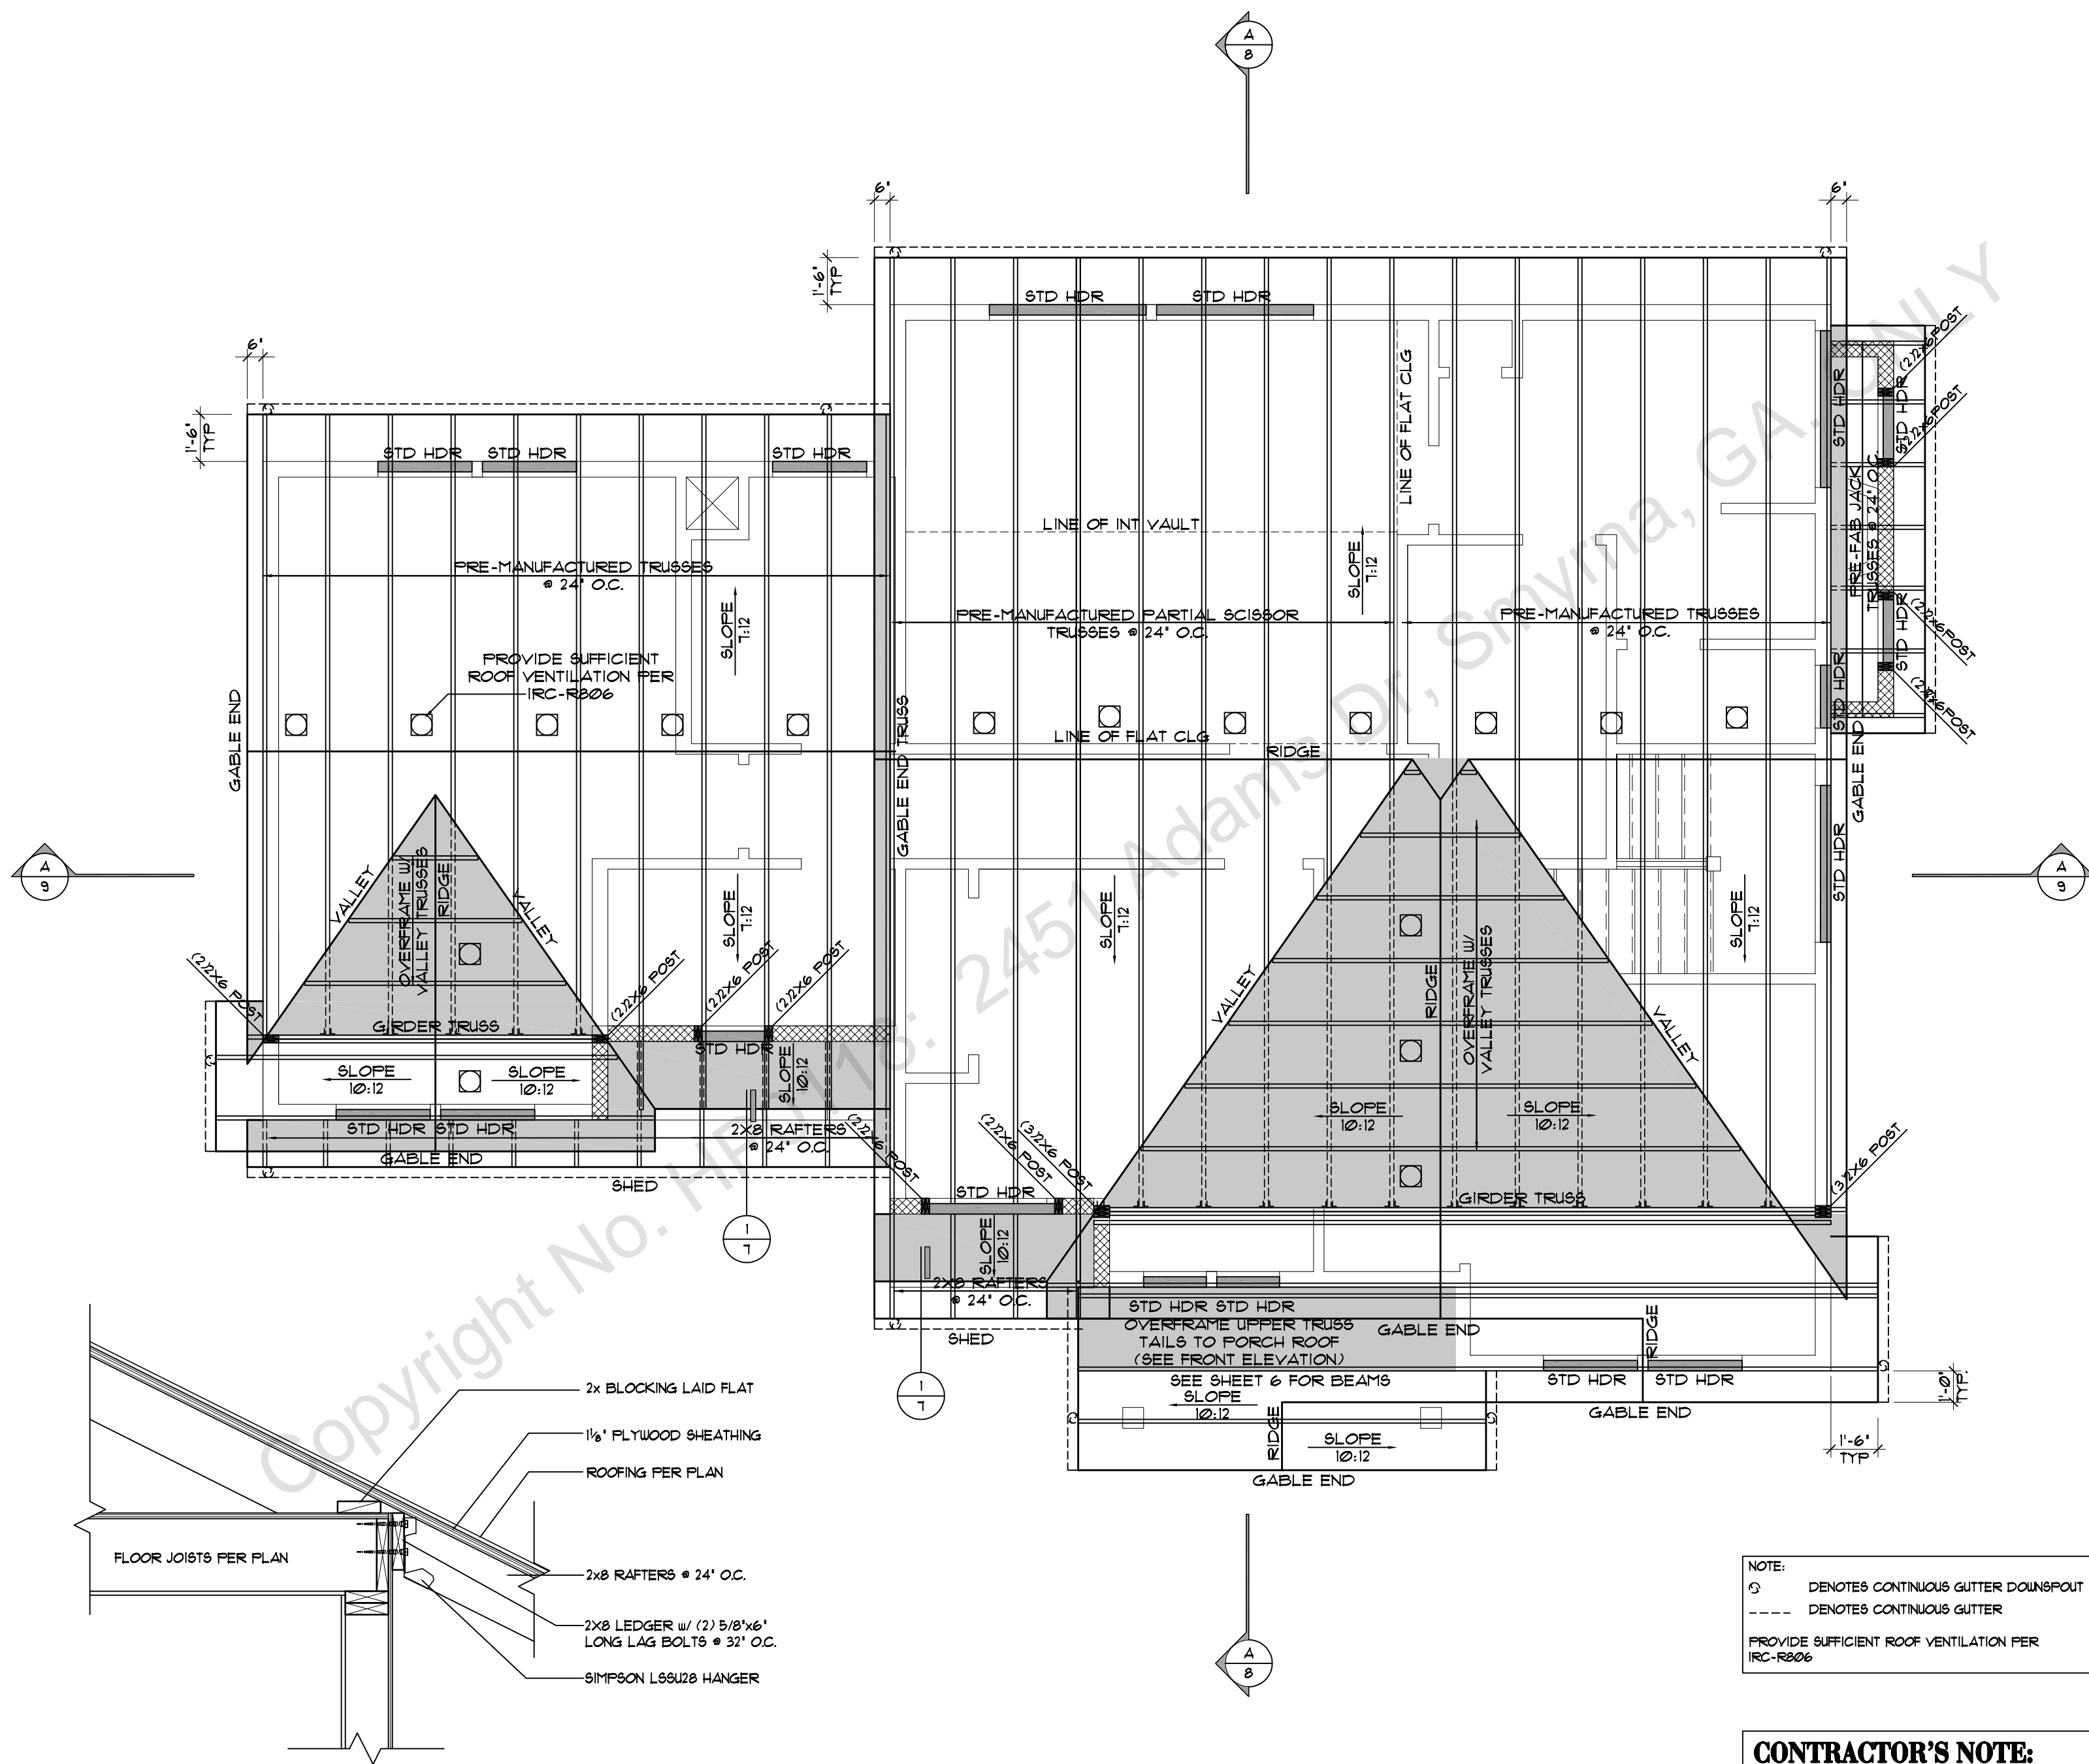 A
8
6"
6"
1'-6"
TYP
STD HDR
STD HDR
6"
1'-6"
TYP
STD HDR
STD HDR
STD HDR
LINE OF FLAT CLG
STD HDR
STD HDR
(2)2X6 POST
(2)2X6 POST
LINE OF INT VAULT
PRE-MANUFACTURED TRUSSES
@ 24" O.C.
SLOPE
7:12
SLOPE
7:12
PRE-MANUFACTURED PARTIAL SCISSOR
TRUSSES @ 24" O.C.
PRE-MANUFACTURED TRUSSES
@ 24" O.C.
PRE-FAB JACK
TRUSSES @ 24" O.C.
PROVIDE SUFFICIENT
ROOF VENTILATION PER
IRC-R806
STD HDR
STD HDR
(2)2X6 POST
(2)2X6 POST
GABLE END
GABLE END TRUSS
LINE OF FLAT CLG
RIDGE
GABLE END
STD HDR
A
9
A
9
VALLEY
OVERFRAME W/
VALLEY TRUSSES
RIDGE
VALLEY
SLOPE
7:12
SLOPE
7:12
SLOPE
7:12
(2)2X6 POST
(2)2X6 POST
(2)2X6 POST
(2)2X6 POST
GIRDER TRUSS
STD HDR
SLOPE
10:12
SLOPE
10:12
SLOPE
10:12
STD HDR STD HDR
2X8 RAFTERS
@ 24" O.C.
GABLE END
SHED
VALLEY
RIDGE
OVERFRAME W/
VALLEY TRUSSES
VALLEY
SLOPE
10:12
SLOPE
10:12
(2)2X6 POST
(2)2X6 POST
(3)2X6 POST
(3)2X6 POST
STD HDR
GIRDER TRUSS
1
7
SLOPE
10:12
2X8 RAFTERS
@ 24" O.C.
SHED
STD HDR STD HDR
OVERFRAME UPPER TRUSS
TAILS TO PORCH ROOF
(SEE FRONT ELEVATION)
GABLE END
RIDGE
SEE SHEET 6 FOR BEAMS
STD HDR
STD HDR
1
7
SLOPE
10:12
RIDGE
SLOPE
10:12
GABLE END
GABLE END
1'-0"
TYP.
1'-6"
TYP
2x BLOCKING LAID FLAT
1 1/8" PLYWOOD SHEATHING
ROOFING PER PLAN
FLOOR JOISTS PER PLAN
2x8 RAFTERS @ 24" O.C.
2X8 LEDGER w/ (2) 5/8"x6"
LONG LAG BOLTS @ 32" O.C.
SIMPSON LSSU28 HANGER
A
8
NOTE:
DENOTES CONTINUOUS GUTTER DOWNSPOUT
DENOTES CONTINUOUS GUTTER
PROVIDE SUFFICIENT ROOF VENTILATION PER
IRC-R806
CONTRACTOR'S NOTE: